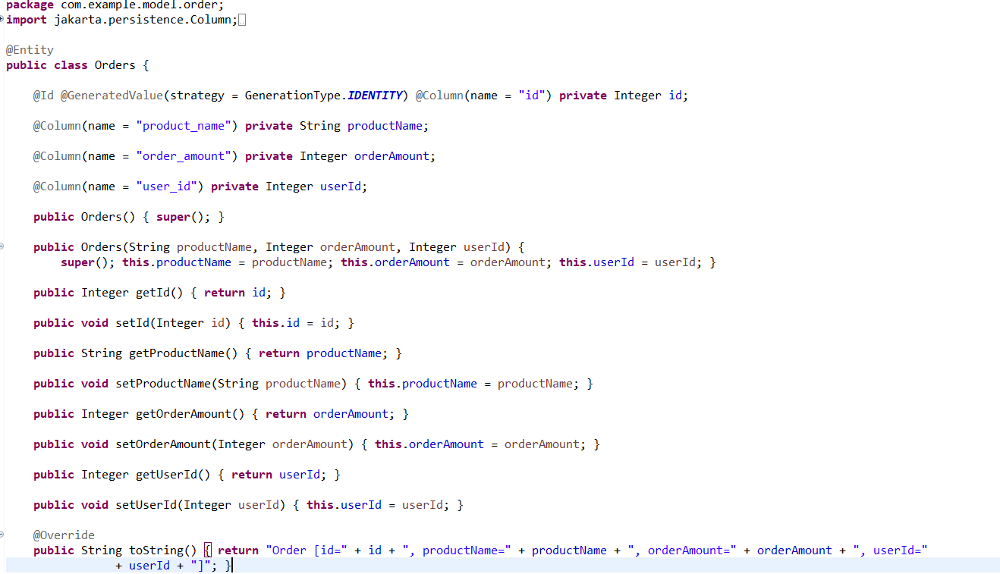 package com.example.model.order;
import jakarta.persistence.Column;
@Entity
public class Orders {
@Id @GeneratedValue(strategy = GenerationType.IDENTITY) @Column(name = "id") private Integer id;
@Column(name = "product_name") private String productName;
@Column(name = "order_amount") private Integer orderAmount;
@Column(name = "user_id") private Integer userId;
public Orders() { super(); }
public Orders(String productName, Integer orderAmount, Integer userId) {
super(); this.productName = productName; this.orderAmount = orderAmount; this.userId = userId; }
public Integer getId() { return id; }
public void setId(Integer id) { this.id = id; }
public String getProductName() { return productName; }
public void setProductName(String productName) { this.productName = productName; }
public Integer getOrderAmount() { return orderAmount; }
public void setOrderAmount(Integer orderAmount) { this.orderAmount = orderAmount; }
public Integer getUserId() { return userId; }
public void setUserId(Integer userId) { this.userId = userId; }
@Override
public String toString() { return "Order [id=" + id + ", productName=" + productName + ", orderAmount=" + orderAmount + ", userId="
+ userId + "]"; }